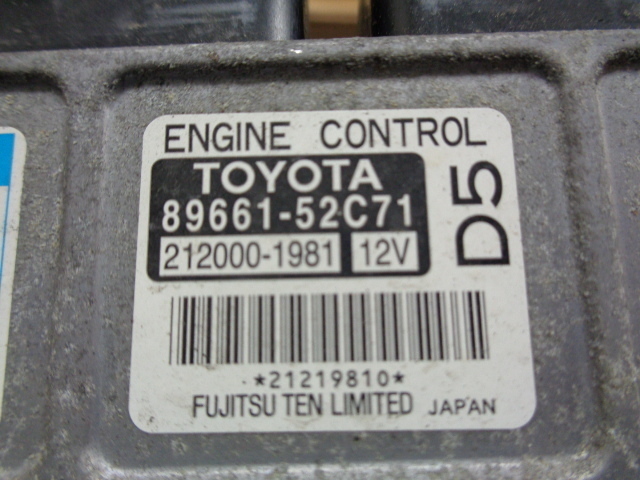 ENGINE CONTROL
TOYOTA
89661-52C71
212000-1981 12V
D5
*21219810*
FUJITSU TEN LIMITED JAPAN